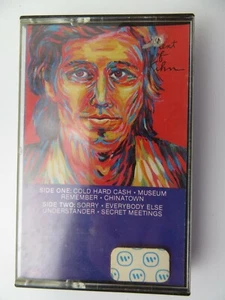 SIDE ONE: COLD HARD CASH • MUSEUM
REMEMBER • CHINATOWN
SIDE TWO: SORRY • EVERYBODY ELSE
UNDERSTANDER • SECRET MEETINGS